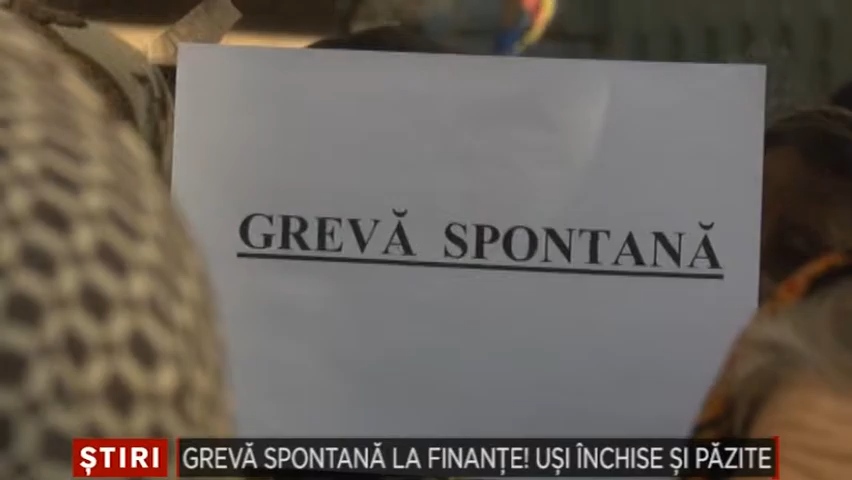 GREVĂ SPONTANĂ
ȘTIRI
GREVĂ SPONTANĂ LA FINANȚE! UȘI ÎNCHISE ȘI PĂZITE